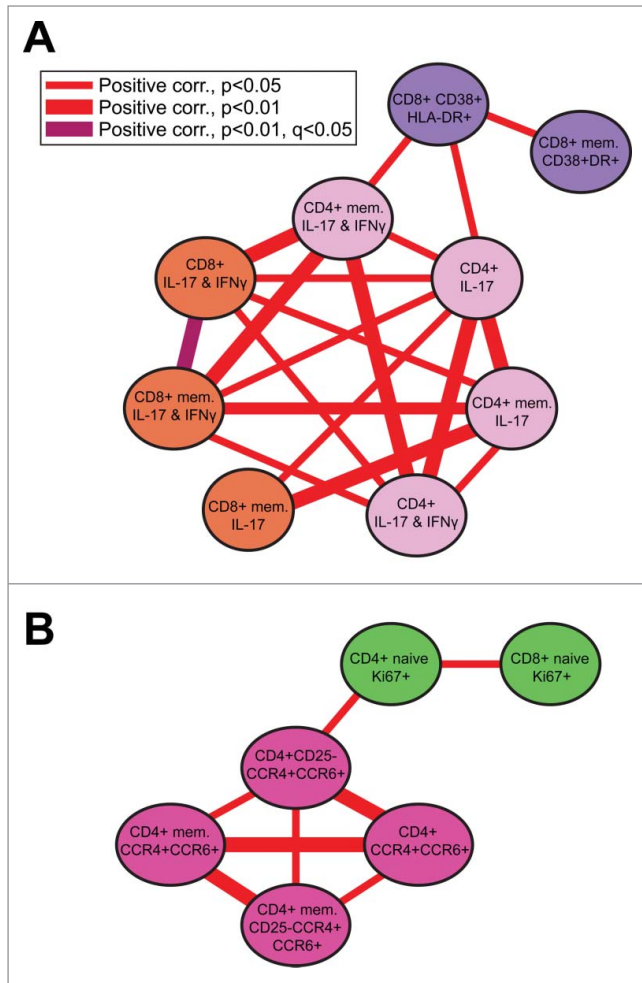 A
Positive corr., p<0.05
Positive corr., p<0.01
Positive corr., p<0.01, q<0.05
CD8+ CD38+
HLA-DR+
CD8+ mem.
CD38+DR+
CD4+ mem.
IL-17 & IFNγ
CD8+
IL-17 & IFNγ
CD4+
IL-17
CD8+ mem.
IL-17 & IFNγ
CD4+ mem.
IL-17
CD8+ mem.
IL-17
CD4+
IL-17 & IFNγ
B
CD4+ naive
Ki67+
CD8+ naive
Ki67+
CD4+CD25-
CCR4+CCR6+
CD4+ mem.
CCR4+CCR6+
CD4+
CCR4+CCR6+
CD4+ mem.
CD25-CCR4+
CCR6+